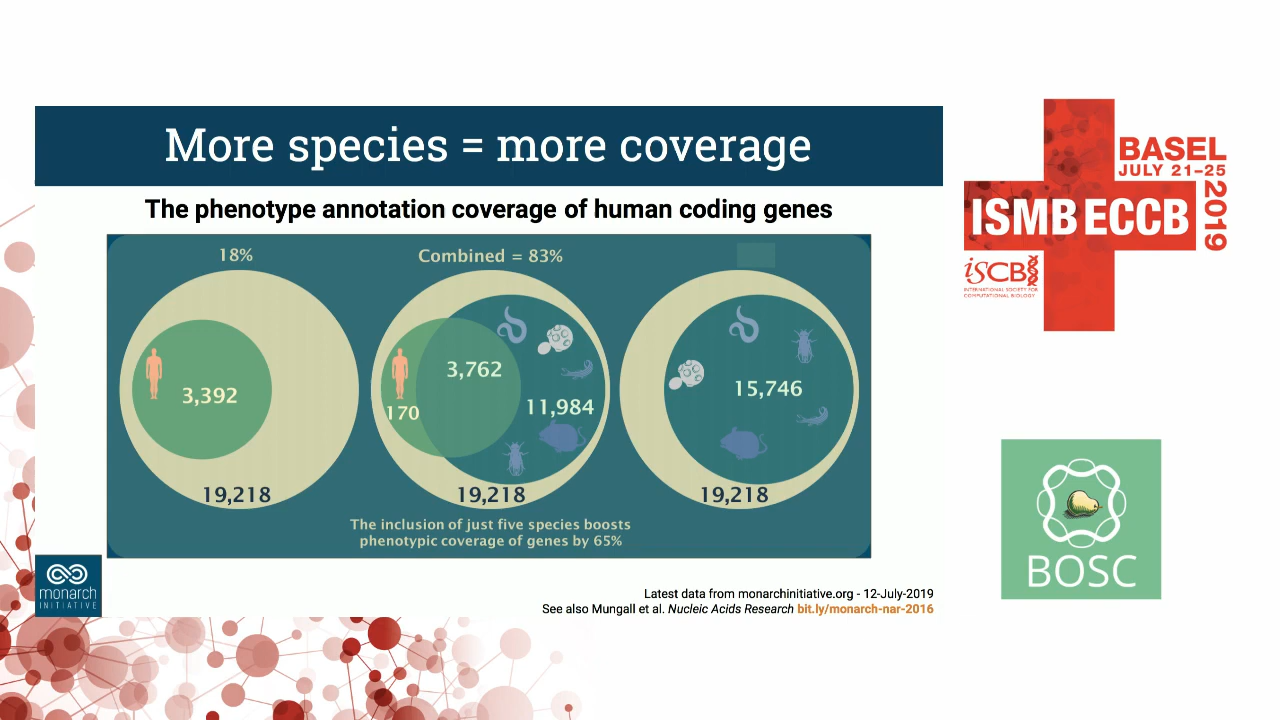 More species = more coverage
The phenotype annotation coverage of human coding genes
18%
3,392
19,218
Combined = 83%
170
3,762
11,984
19,218
15,746
19,218
The inclusion of just five species boosts
phenotypic coverage of genes by 65%
monarch
INITIATIVE
Latest data from monarchinitiative.org - 12-July-2019
See also Mungall et al. Nucleic Acids Research bit.ly/monarch-nar-2016
BASEL
JULY 21–25
2019
ISMB ECCB
iSCB
INTERNATIONAL SOCIETY FOR
COMPUTATIONAL BIOLOGY
BOSC